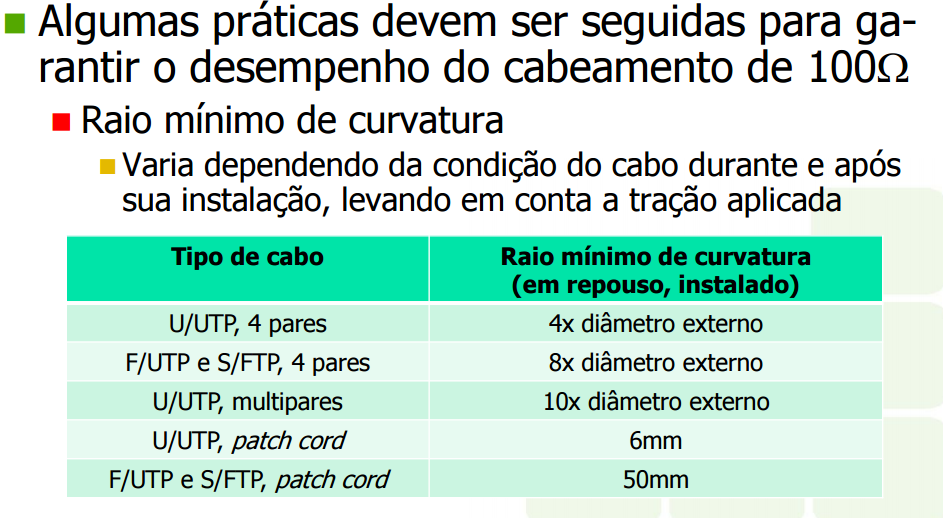 Algumas práticas devem ser seguidas para ga-
rantir o desempenho do cabeamento de 100Ω
Raio mínimo de curvatura
Varia dependendo da condição do cabo durante e após
sua instalação, levando em conta a tração aplicada
Tipo de cabo Raio mínimo de curvatura
(em repouso, instalado)
U/UTP, 4 pares 4x diâmetro externo
F/UTP e S/FTP, 4 pares 8x diâmetro externo
U/UTP, multipares 10x diâmetro externo
U/UTP, patch cord 6mm
F/UTP e S/FTP, patch cord 50mm